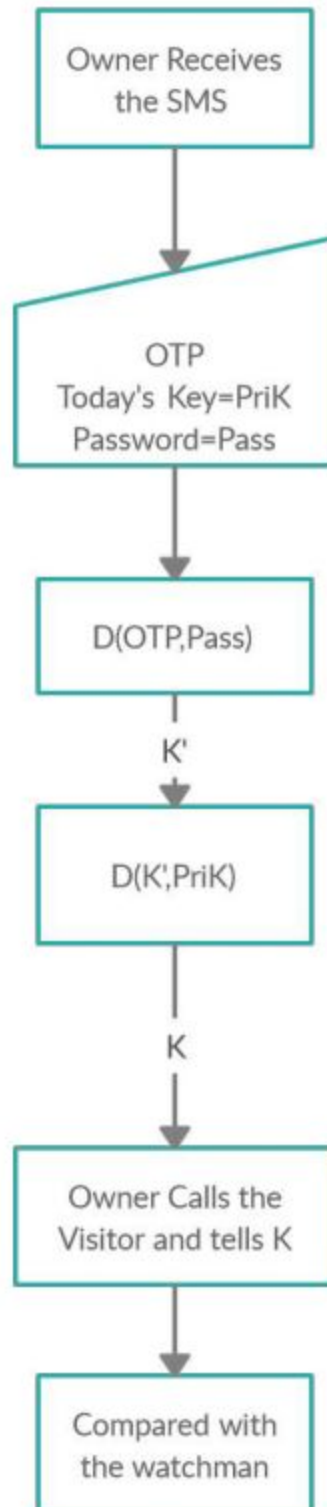 Owner Receives
the SMS
OTP
Today's Key=PriK
Password=Pass
D(OTP,Pass)
K'
D(K',PriK)
K
Owner Calls the
Visitor and tells K
Compared with
the watchman